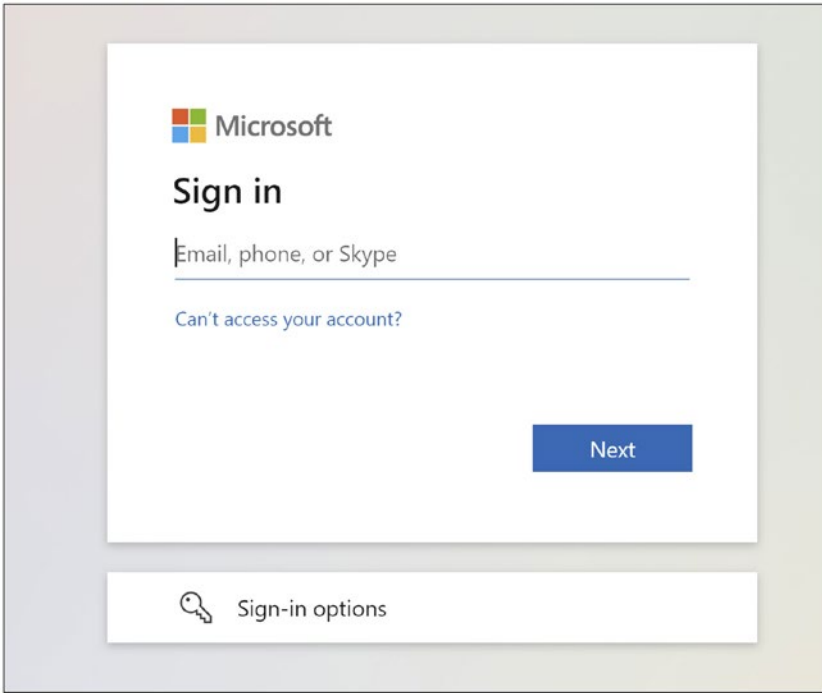 Microsoft
Sign in
Email, phone, or Skype
Can't access your account?
Next
Sign-in options